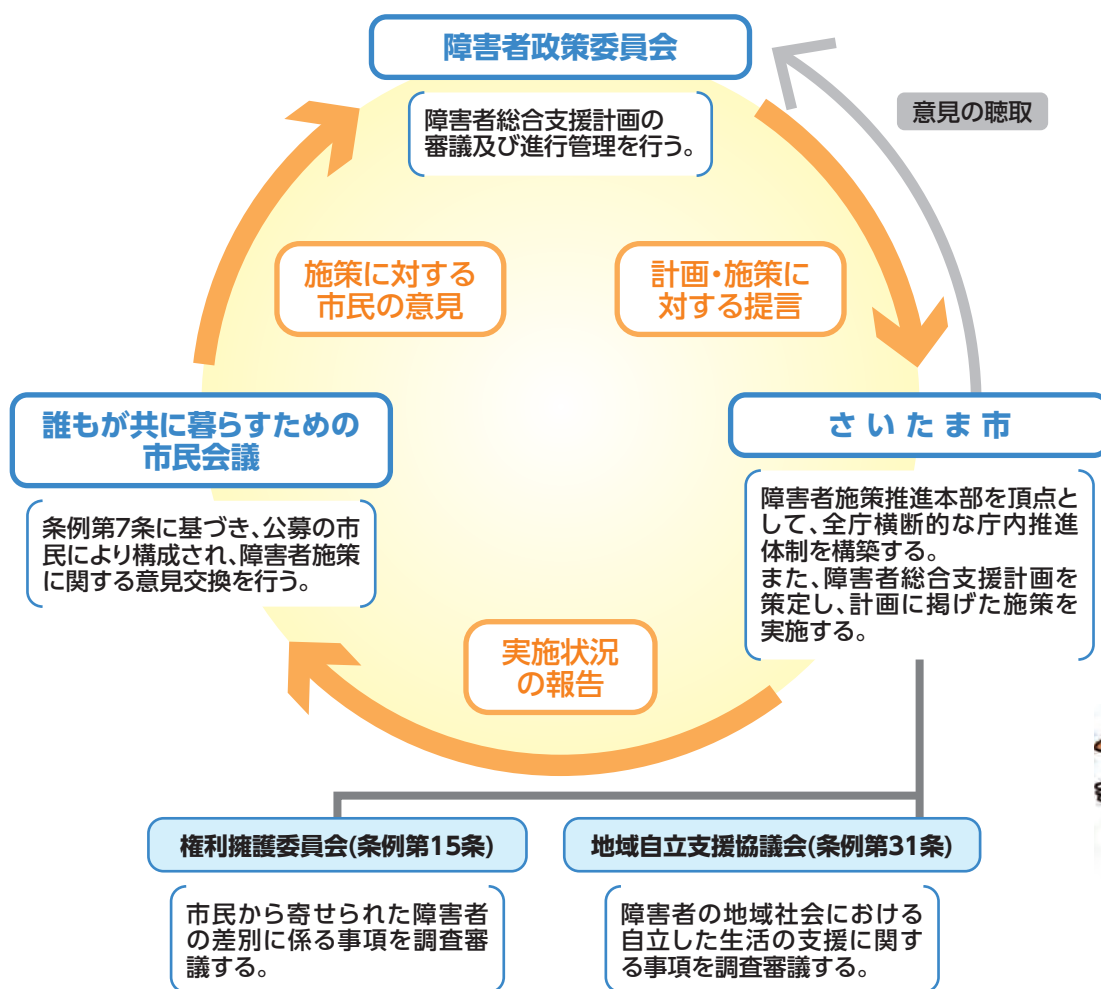 障害者政策委員会
障害者総合支援計画の
審議及び進行管理を行う。
意見の聴取
施策に対する
市民の意見
計画・施策に
対する提言
誰もが共に暮らすための
市民会議
条例第7条に基づき、公募の市
民により構成され、障害者施策
に関する意見交換を行う。
さいたま市
障害者施策推進本部を頂点と
して、全庁横断的な庁内推進
体制を構築する。
また、障害者総合支援計画を
策定し、計画に掲げた施策を
実施する。
実施状況
の報告
権利擁護委員会(条例第15条)
市民から寄せられた障害者
の差別に係る事項を調査審
議する。
地域自立支援協議会(条例第31条)
障害者の地域社会における
自立した生活の支援に関す
る事項を調査審議する。